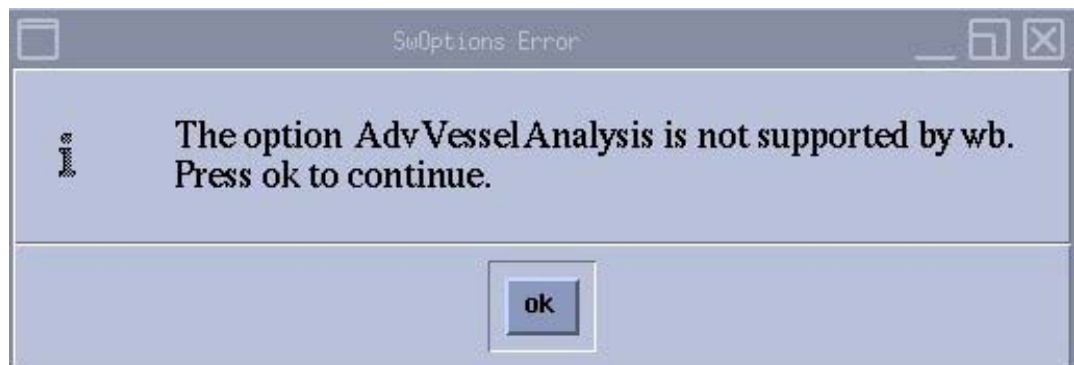 SwOptions Error
The option AdvVesselAnalysis is not supported by wb.
Press ok to continue.
ok